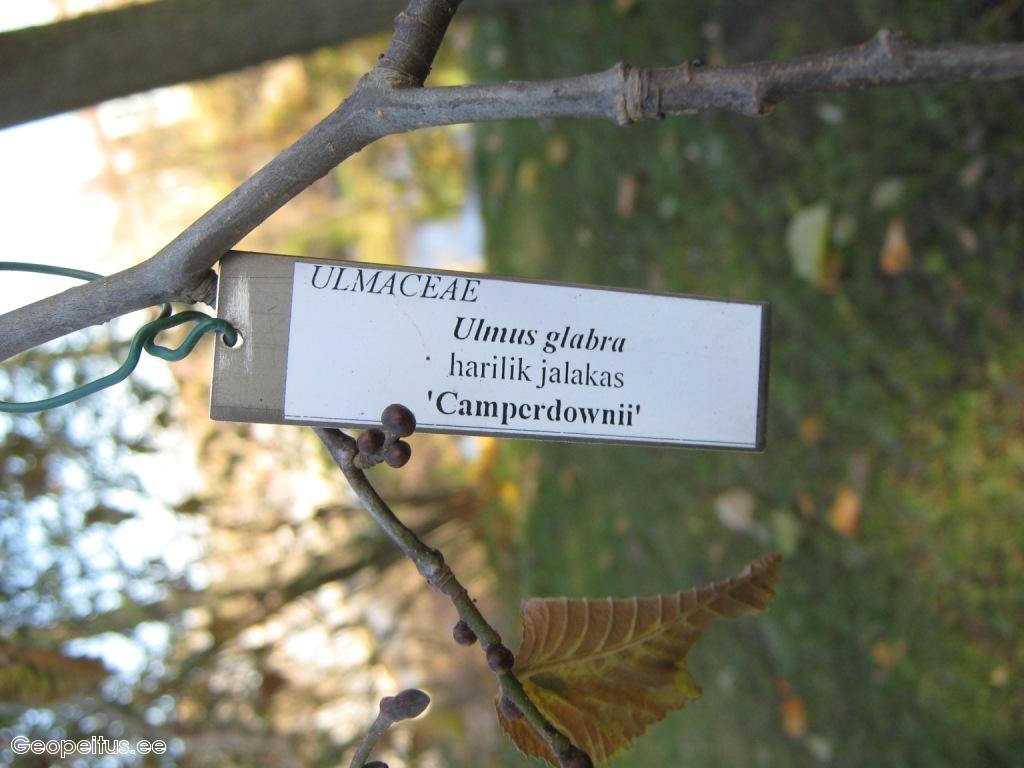 ULMACEAE
Ulmus glabra
harilik jalakas
'Camperdownii'
Geopeitus.ee